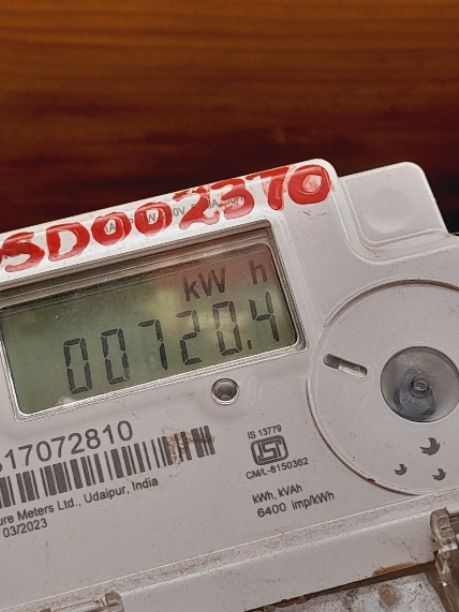 SD002370
kW h
00720.4
17072810
IS 13779
ISI
CM/L-8150362
ure Meters Ltd., Udaipur, India
03/2023
kWh, kVAh
6400 imp/kWh